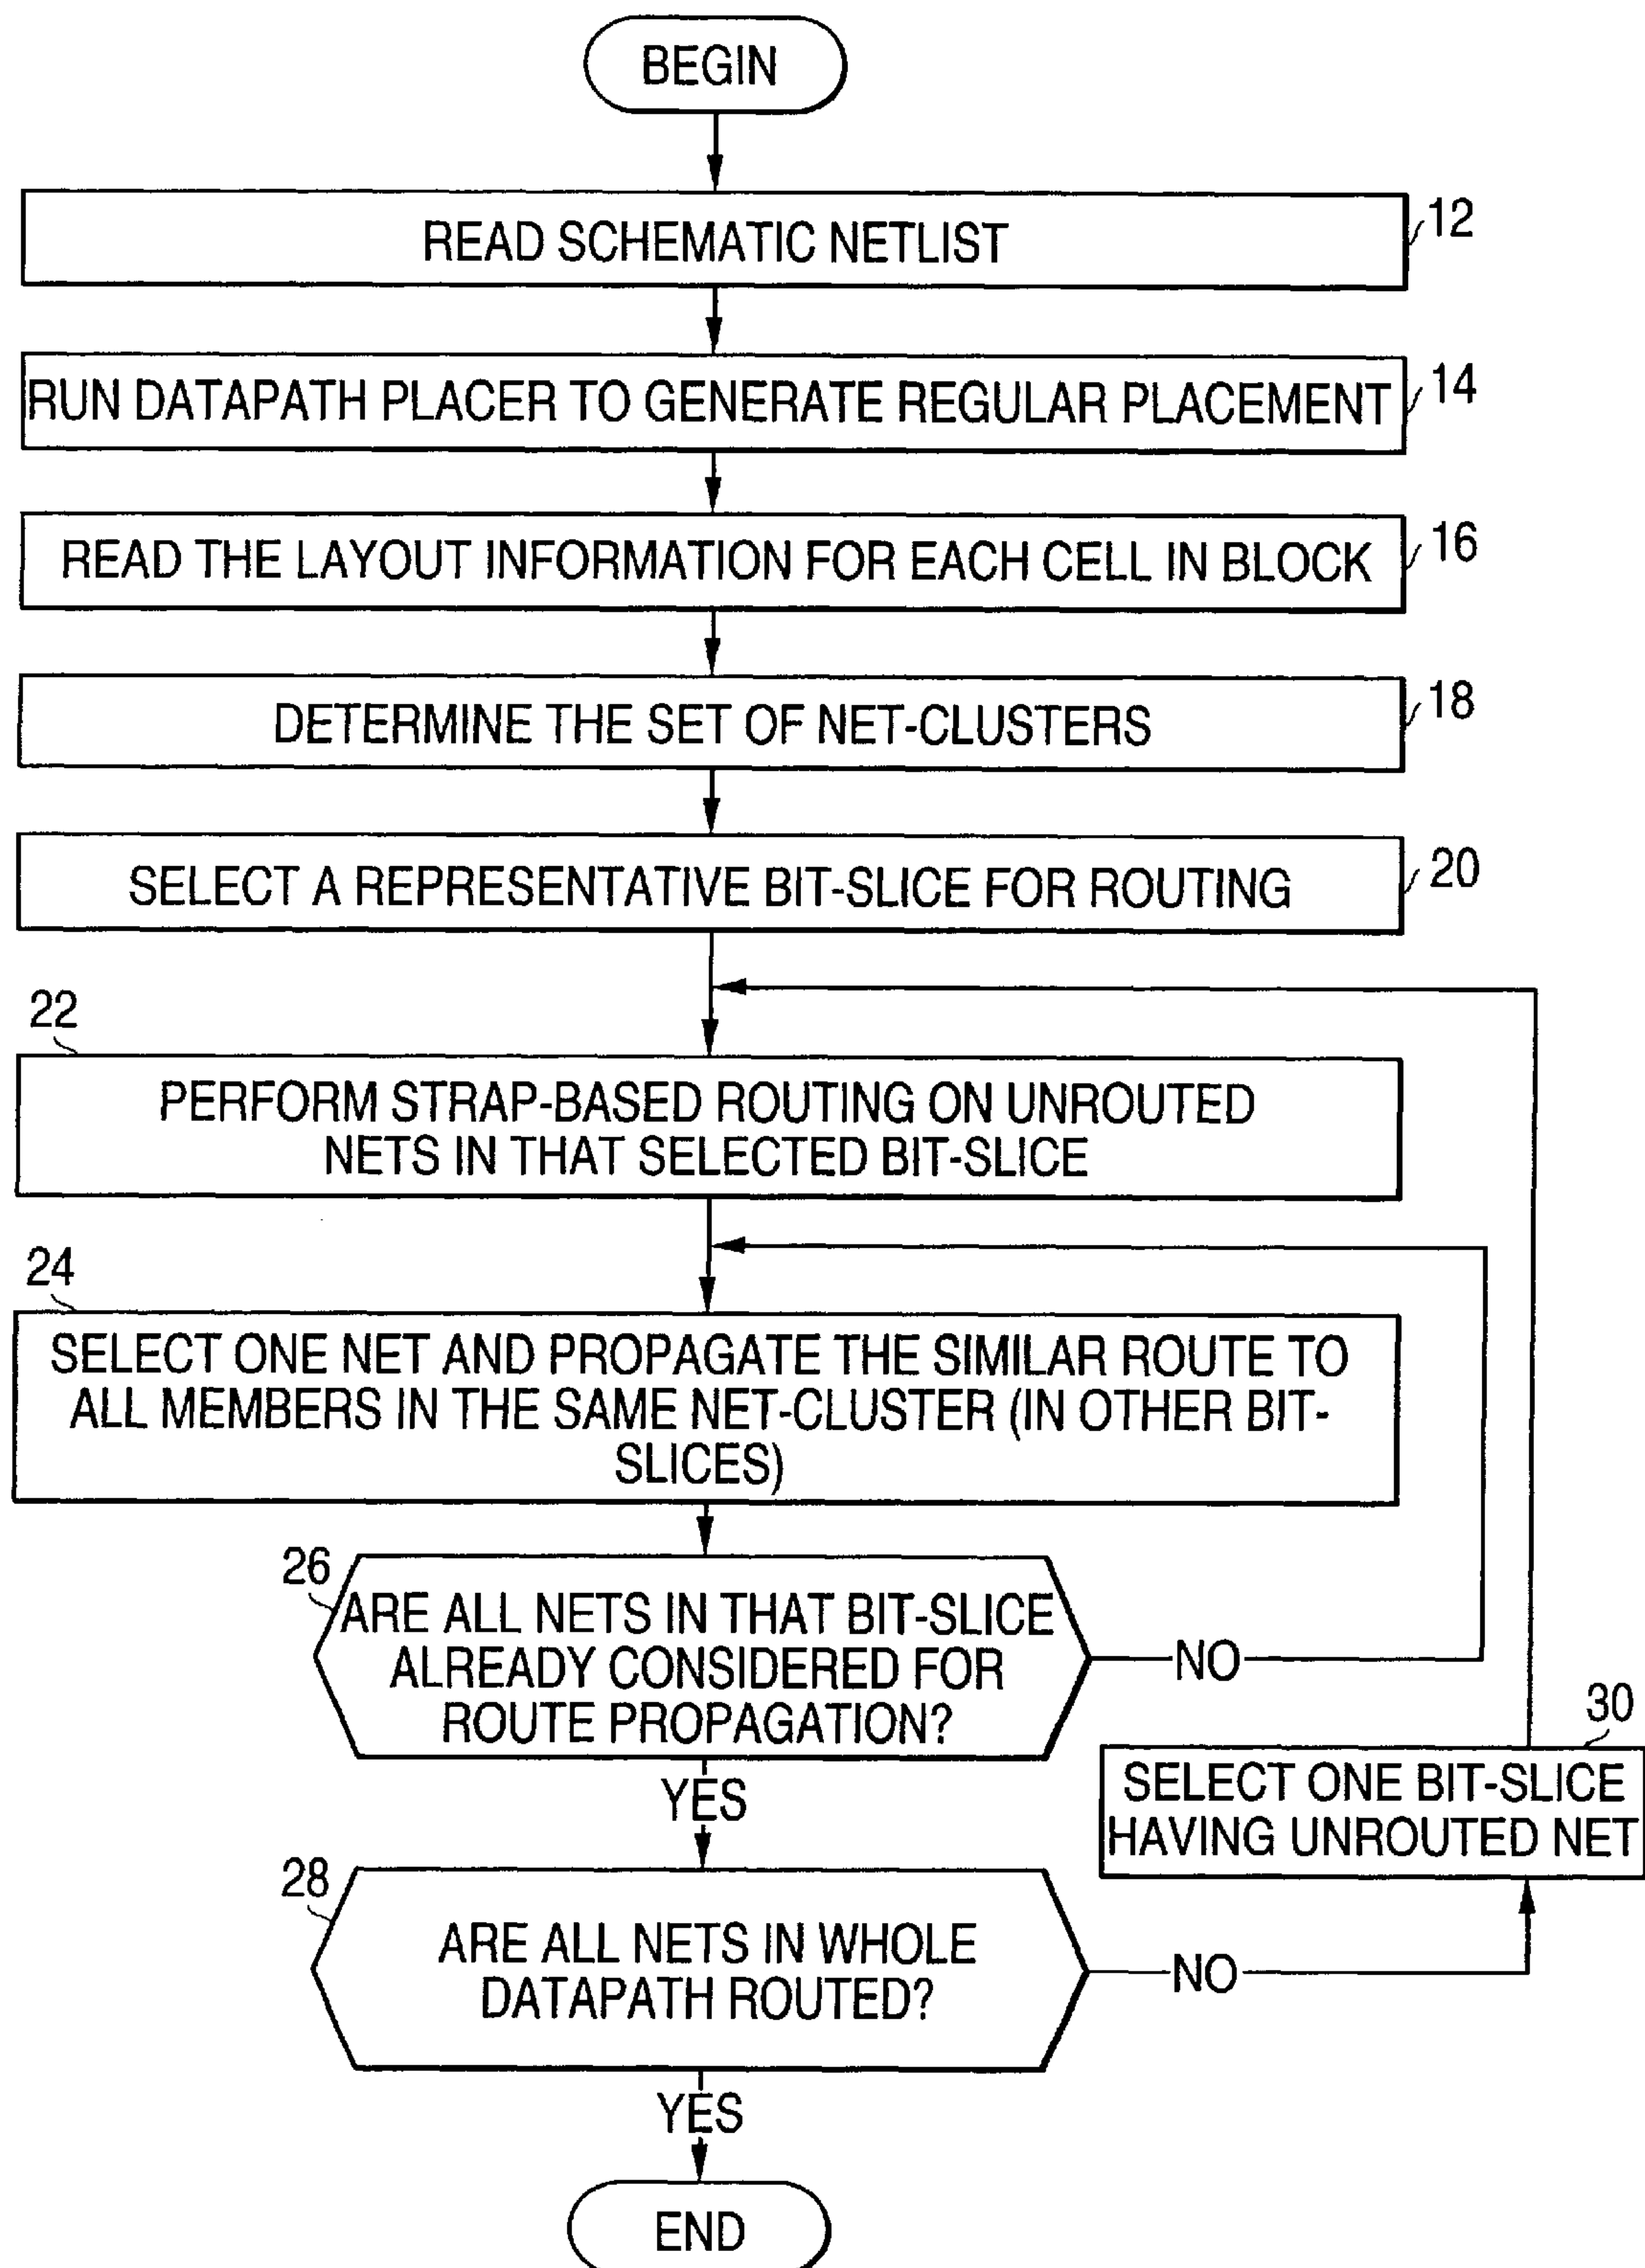 BEGIN
READ SCHEMATIC NETLIST
12
RUN DATAPATH PLACER TO GENERATE REGULAR PLACEMENT
14
READ THE LAYOUT INFORMATION FOR EACH CELL IN BLOCK
16
DETERMINE THE SET OF NET-CLUSTERS
18
SELECT A REPRESENTATIVE BIT-SLICE FOR ROUTING
20
22
PERFORM STRAP-BASED ROUTING ON UNROUTED
NETS IN THAT SELECTED BIT-SLICE
24
SELECT ONE NET AND PROPAGATE THE SIMILAR ROUTE TO
ALL MEMBERS IN THE SAME NET-CLUSTER (IN OTHER BIT-
SLICES)
26
ARE ALL NETS IN THAT BIT-SLICE
ALREADY CONSIDERED FOR
ROUTE PROPAGATION?
NO
YES
30
SELECT ONE BIT-SLICE
HAVING UNROUTED NET
28
ARE ALL NETS IN WHOLE
DATAPATH ROUTED?
NO
YES
END